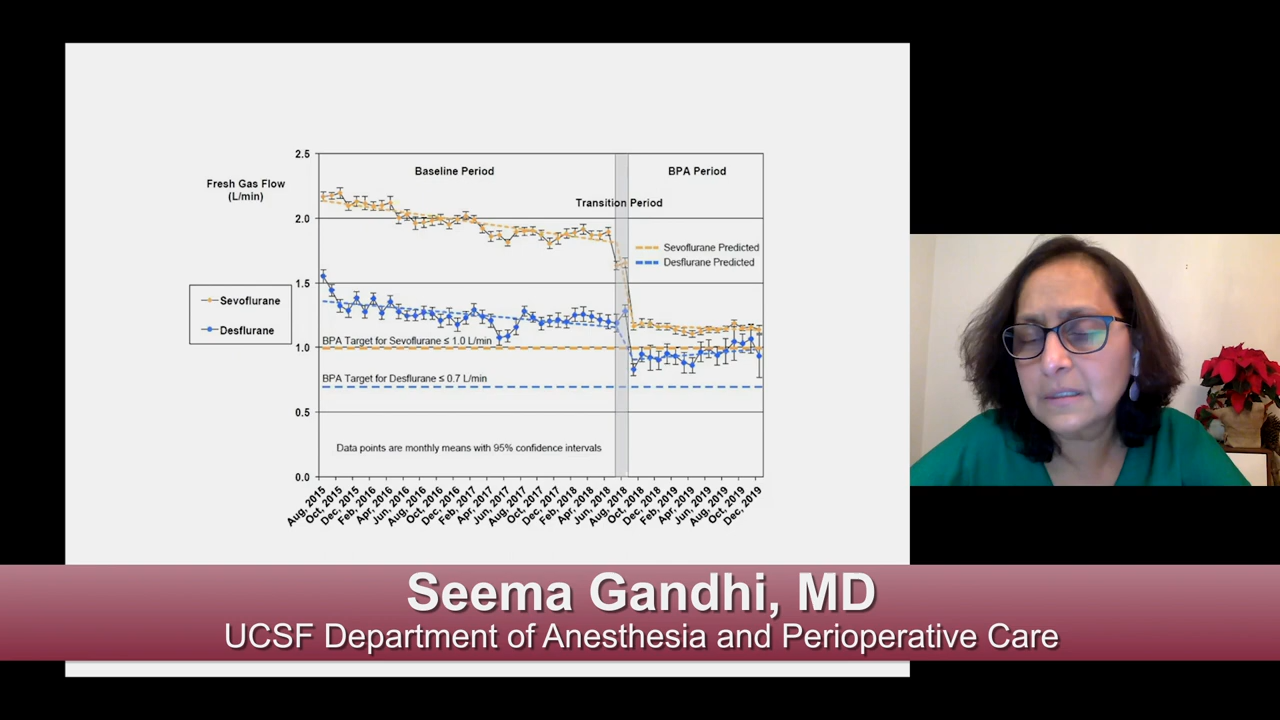 2.5
Baseline Period
BPA Period
Fresh Gas Flow
(L/min)
Transition Period
2.0
Sevoflurane Predicted
Desflurane Predicted
1.5
Sevoflurane
Desflurane
BPA Target for Sevoflurane ≤ 1.0 L/min
1.0
BPA Target for Desflurane ≤ 0.7 L/min
0.5
Data points are monthly means with 95% confidence intervals
0.0
Aug, 2015
Oct, 2015
Dec, 2015
Feb, 2016
Apr, 2016
Jun, 2016
Aug, 2016
Oct, 2016
Dec, 2016
Feb, 2017
Apr, 2017
Jun, 2017
Aug, 2017
Oct, 2017
Dec, 2017
Feb, 2018
Apr, 2018
Jun, 2018
Aug, 2018
Oct, 2018
Dec, 2018
Feb, 2019
Apr, 2019
Jun, 2019
Aug, 2019
Oct, 2019
Dec, 2019
Seema Gandhi, MD
UCSF Department of Anesthesia and Perioperative Care